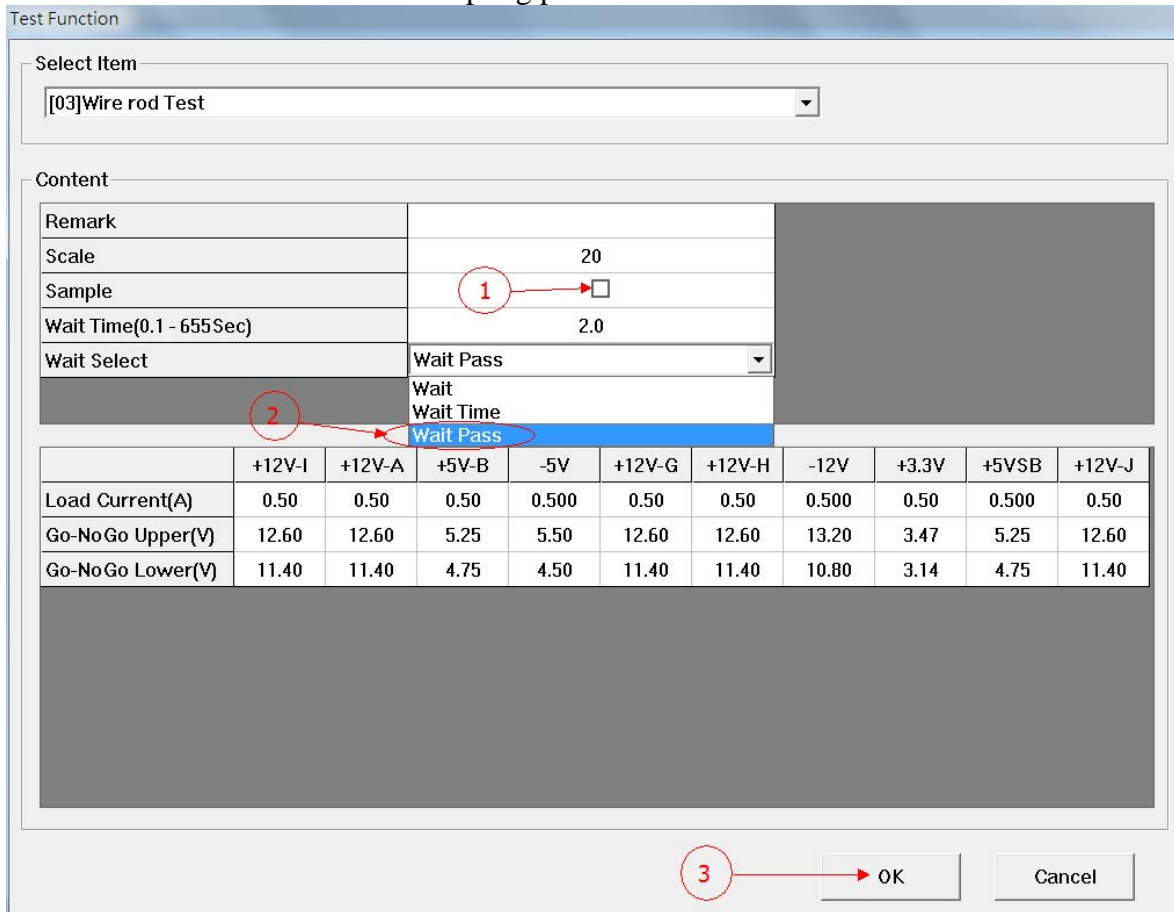 Test Function
Select Item
[03]Wire rod Test
Content
Remark
Scale 20
Sample 1
Wait Time(0.1 - 655Sec) 2.0
Wait Select Wait Pass
Wait
2 Wait Time
Wait Pass
+12V-I +12V-A +5V-B -5V +12V-G +12V-H -12V +3.3V +5VSB +12V-J
Load Current(A) 0.50 0.50 0.50 0.500 0.50 0.50 0.500 0.50 0.500 0.50
Go-NoGo Upper(V) 12.60 12.60 5.25 5.50 12.60 12.60 13.20 3.47 5.25 12.60
Go-NoGo Lower(V) 11.40 11.40 4.75 4.50 11.40 11.40 10.80 3.14 4.75 11.40
3 OK Cancel